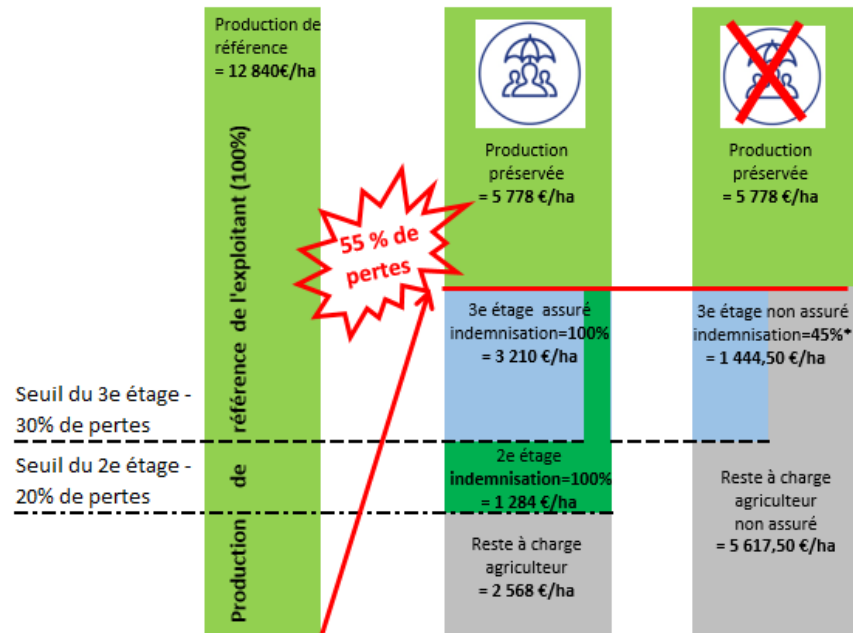 Production de
référence
= 12 840€/ha
Production de référence de l'exploitant (100%)
55 % de
pertes
Production
préservée
= 5 778 €/ha
Production
préservée
= 5 778 €/ha
3e étage assuré
indemnisation=100%
= 3 210 €/ha
3e étage non assuré
indemnisation=45%*
= 1 444,50 €/ha
Seuil du 3e étage -
30% de pertes
Seuil du 2e étage -
20% de pertes
2e étage
indemnisation=100%
= 1 284 €/ha
Reste à charge
agriculteur
= 2 568 €/ha
Reste à charge
agriculteur
non assuré
= 5 617,50 €/ha